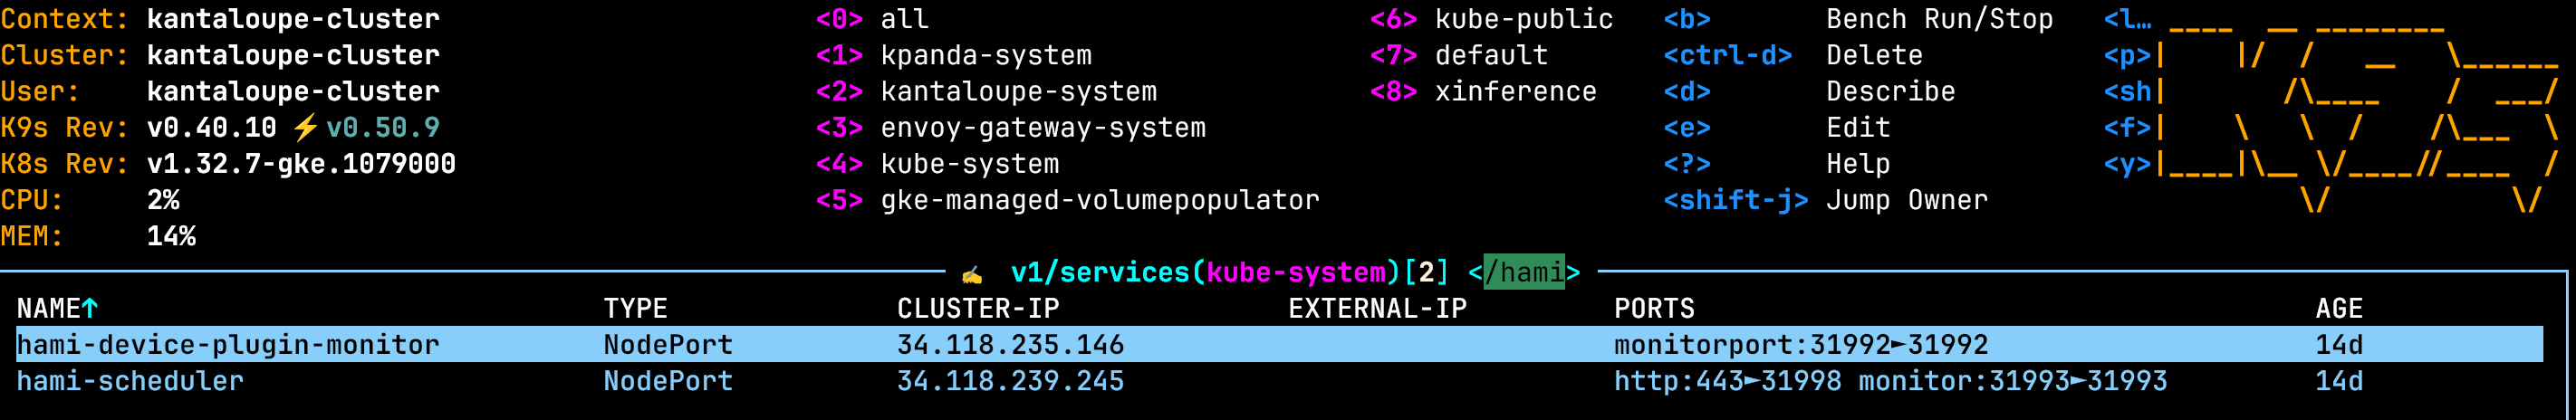 Context: kantaloupe-cluster <0> all <6> kube-public <b> Bench Run/Stop <l…
Cluster: kantaloupe-cluster <1> kpanda-system <7> default <ctrl-d> Delete <p>
User: kantaloupe-cluster <2> kantaloupe-system <8> xinference <d> Describe <sh
K9s Rev: v0.40.10 ⚡v0.50.9 <3> envoy-gateway-system <e> Edit <f>
K8s Rev: v1.32.7-gke.1079000 <4> kube-system <?> Help <y>
CPU: 2% <5> gke-managed-volumepopulator <shift-j> Jump Owner
MEM: 14%
✍️ v1/services(kube-system)[2] </hami>
NAME↑ TYPE CLUSTER-IP EXTERNAL-IP PORTS AGE
hami-device-plugin-monitor NodePort 34.118.235.146 monitorport:31992►31992 14d
hami-scheduler NodePort 34.118.239.245 http:443►31998 monitor:31993►31993 14d